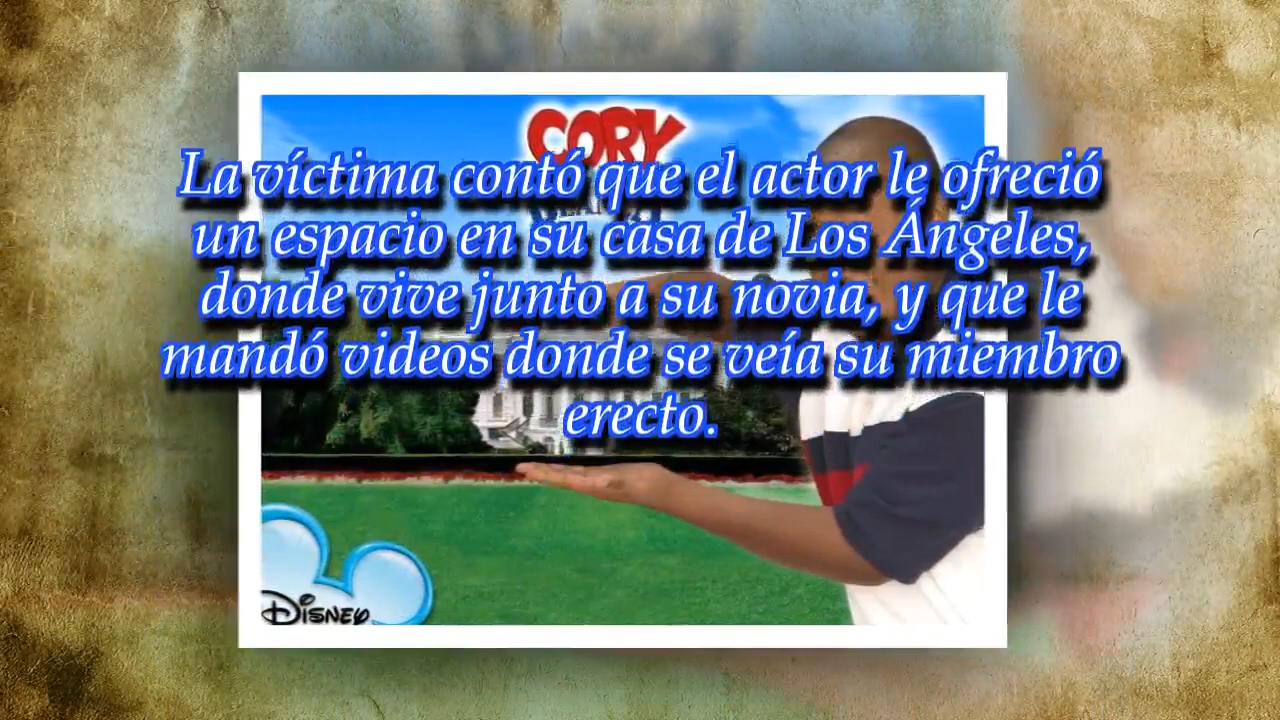 CORY
La víctima contó que el actor le ofreció
un espacio en su casa de Los Ángeles,
donde vive junto a su novia, y que le
mandó videos donde se veía su miembro
erecto.
Disney